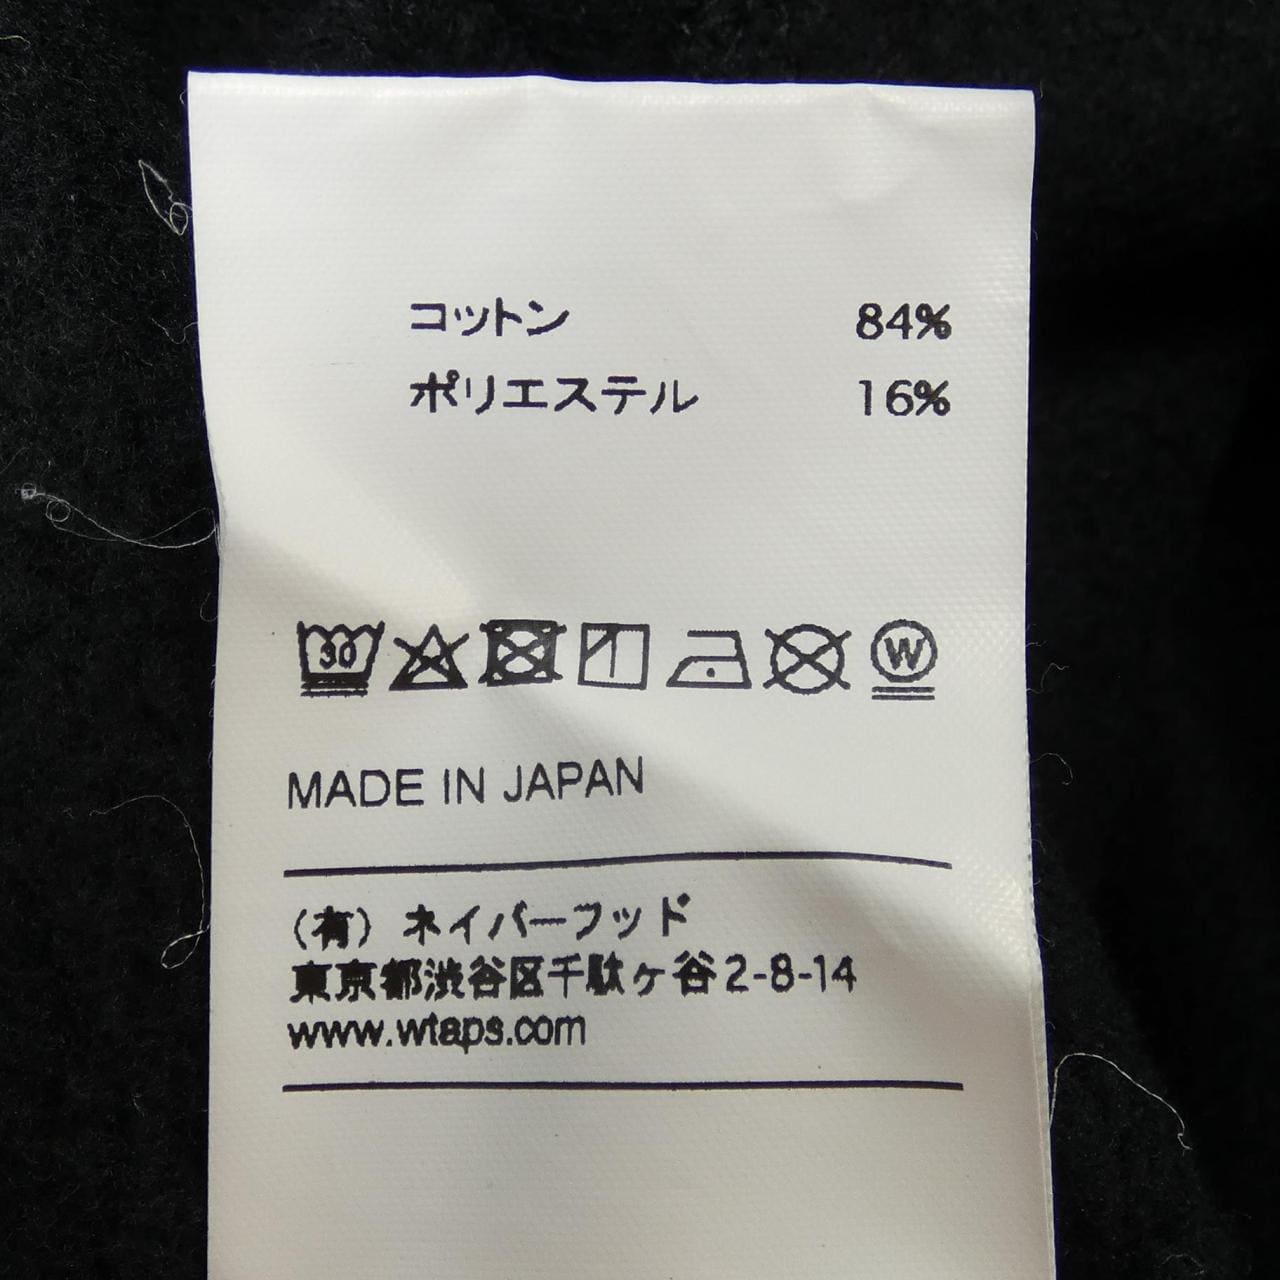 コットン 84%
ポリエステル 16%
30 W
MADE IN JAPAN
(有) ネイバーフッド
東京都渋谷区千駄ヶ谷2-8-14
www.wtaps.com